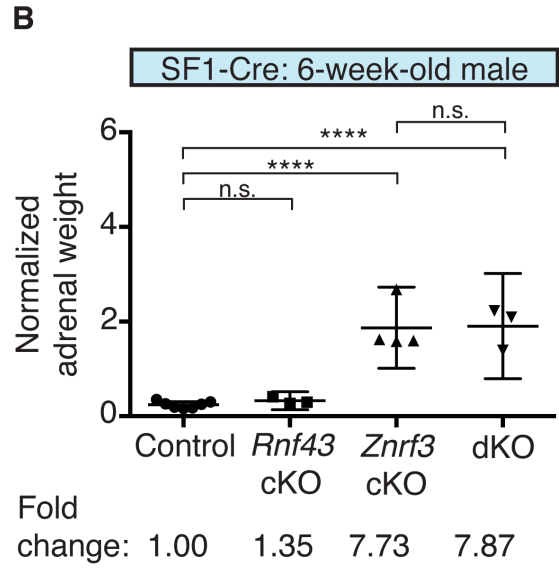 B
SF1-Cre: 6-week-old male
n.s.
****
****
n.s.
6
4
2
0
Normalized
adrenal weight
Control Rnf43 Znrf3 dKO
cKO cKO
Fold
change: 1.00 1.35 7.73 7.87